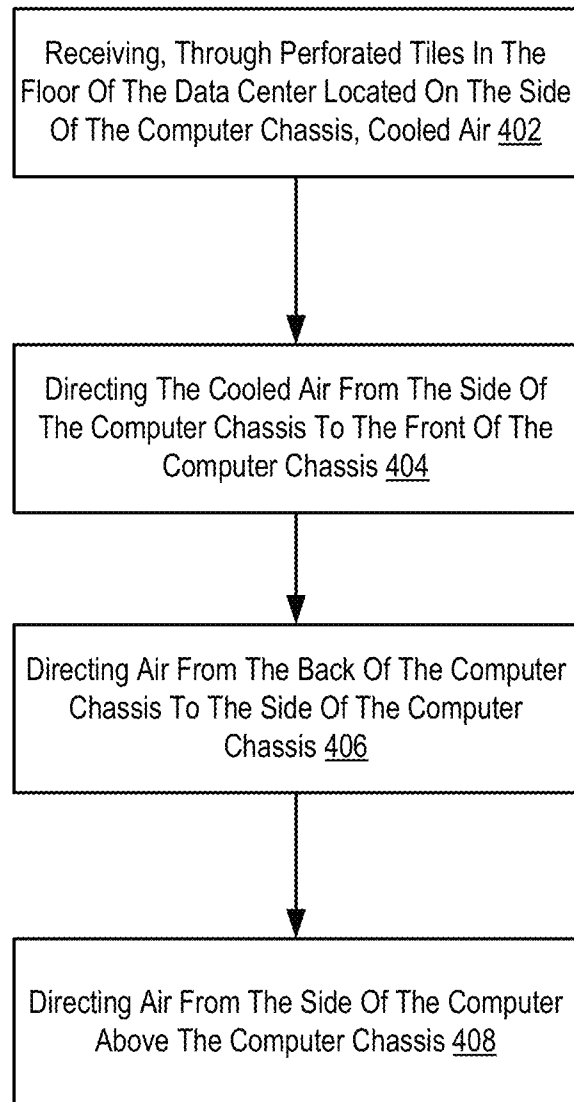 Receiving, Through Perforated Tiles In The
Floor Of The Data Center Located On The Side
Of The Computer Chassis, Cooled Air 402
Directing The Cooled Air From The Side Of
The Computer Chassis To The Front Of The
Computer Chassis 404
Directing Air From The Back Of The Computer
Chassis To The Side Of The Computer
Chassis 406
Directing Air From The Side Of The Computer
Above The Computer Chassis 408